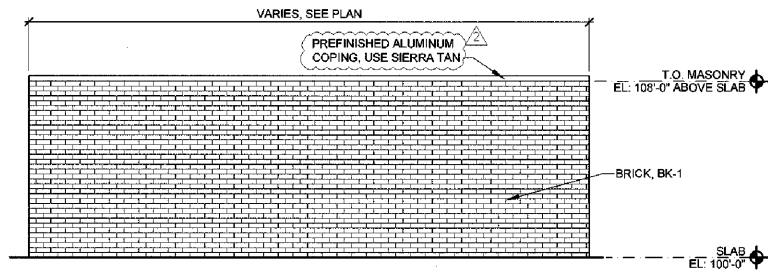 VARIES, SEE PLAN
PREFINISHED ALUMINUM
COPING, USE SIERRA TAN
2
T.O. MASONRY
EL: 108'-0" ABOVE SLAB
BRICK, BK-1
SLAB
EL: 100'-0"